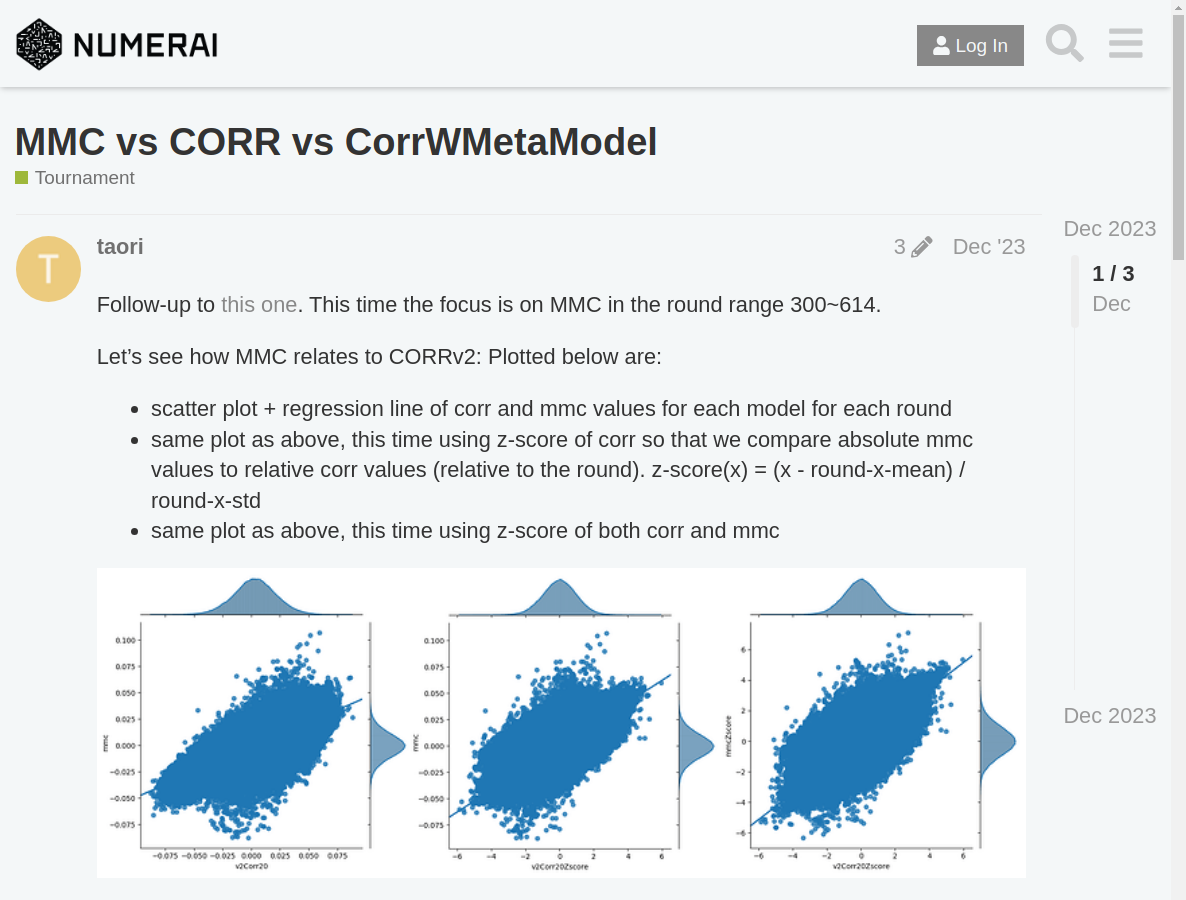 NUMERAI
Log In
MMC vs CORR vs CorrWMetaModel
Tournament
T
taori
3
Dec '23
Dec 2023
1 / 3
Dec
Follow-up to this one. This time the focus is on MMC in the round range 300~614.
Let’s see how MMC relates to CORRv2: Plotted below are:
• scatter plot + regression line of corr and mmc values for each model for each round
• same plot as above, this time using z-score of corr so that we compare absolute mmc
values to relative corr values (relative to the round). z-score(x) = (x - round-x-mean) /
round-x-std
• same plot as above, this time using z-score of both corr and mmc
Dec 2023
0.100
0.075
0.050
0.025
0.000
−0.025
−0.050
−0.075
mmc
−0.075 −0.050 −0.025 0.000 0.025 0.050 0.075
v2Corr20
0.100
0.075
0.050
0.025
0.000
−0.025
−0.050
−0.075
mmc
−6 −4 −2 0 2 4 6
v2Corr20Zscore
6
4
2
0
−2
−4
−6
mmcZscore
−6 −4 −2 0 2 4 6
v2Corr20Zscore